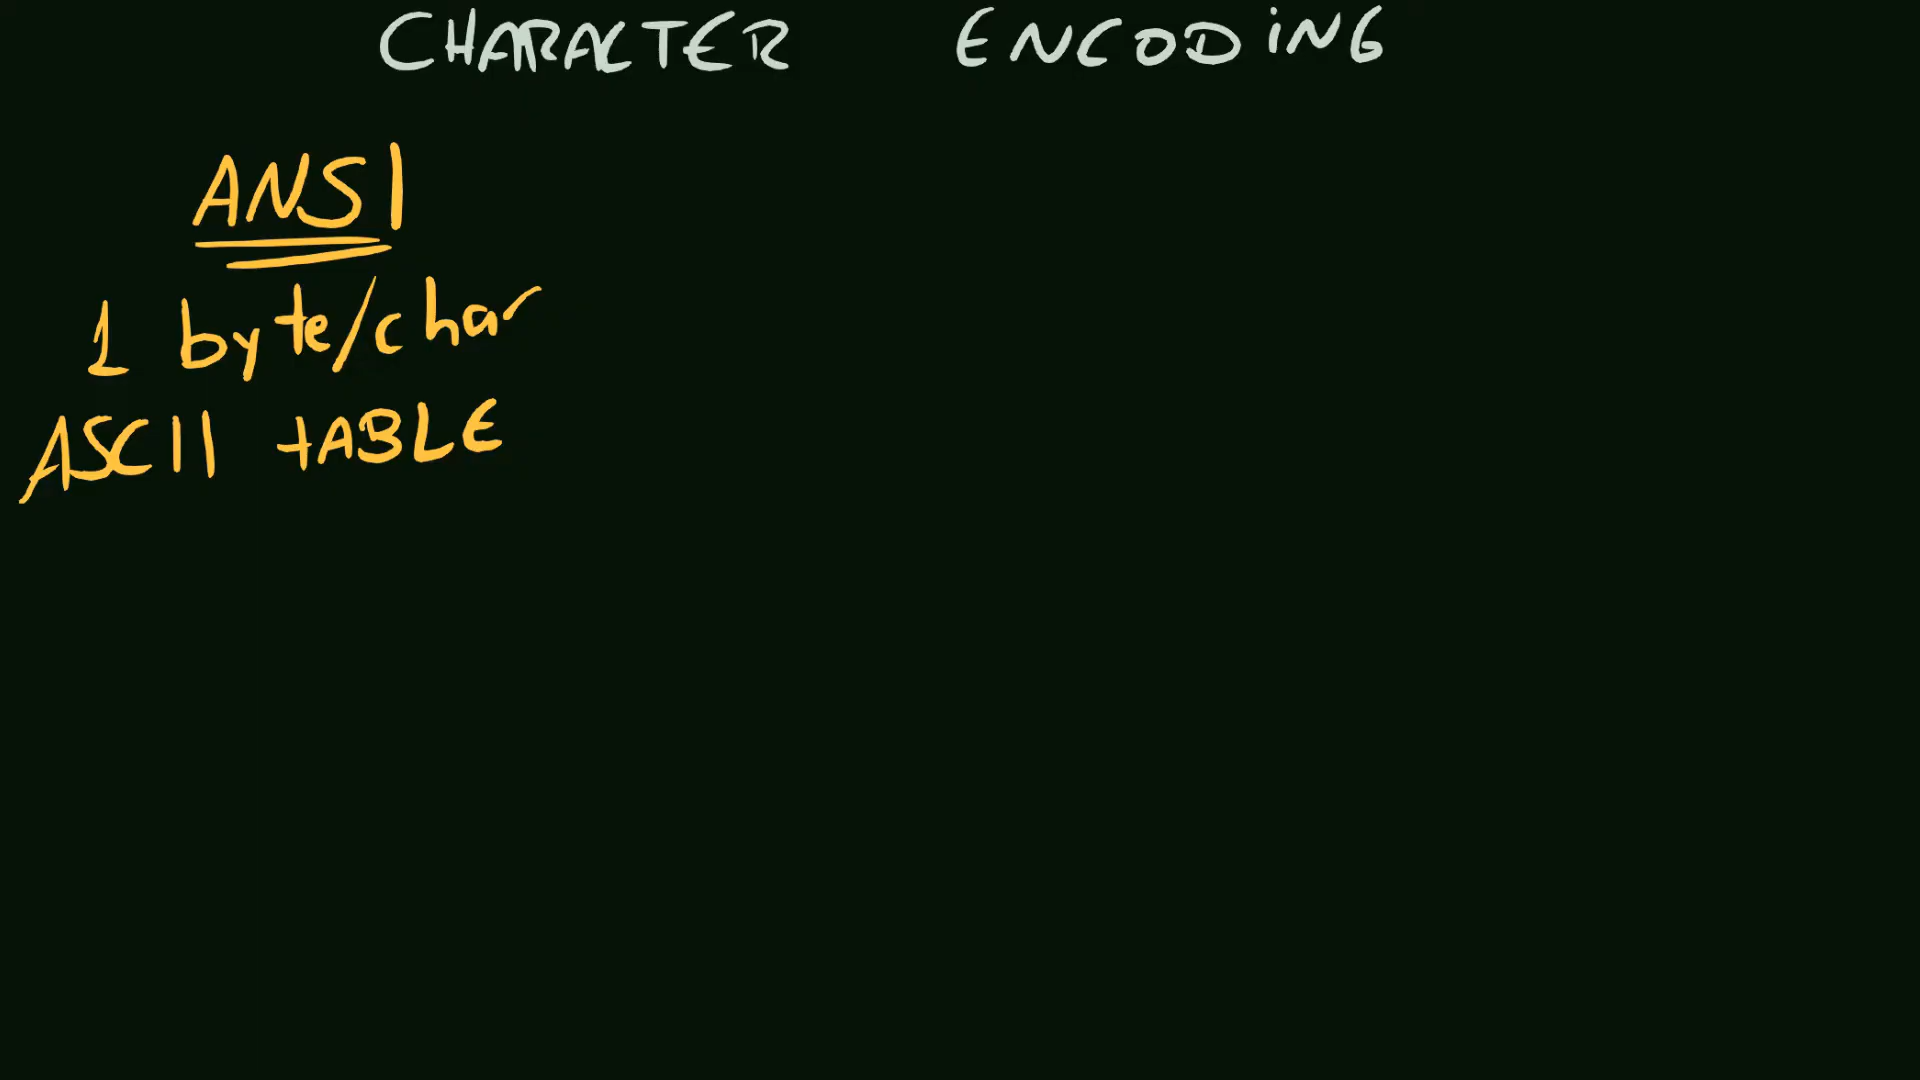 CHARACTER ENCODiNG
ANSI
1 byte/char
ASCII tABLE